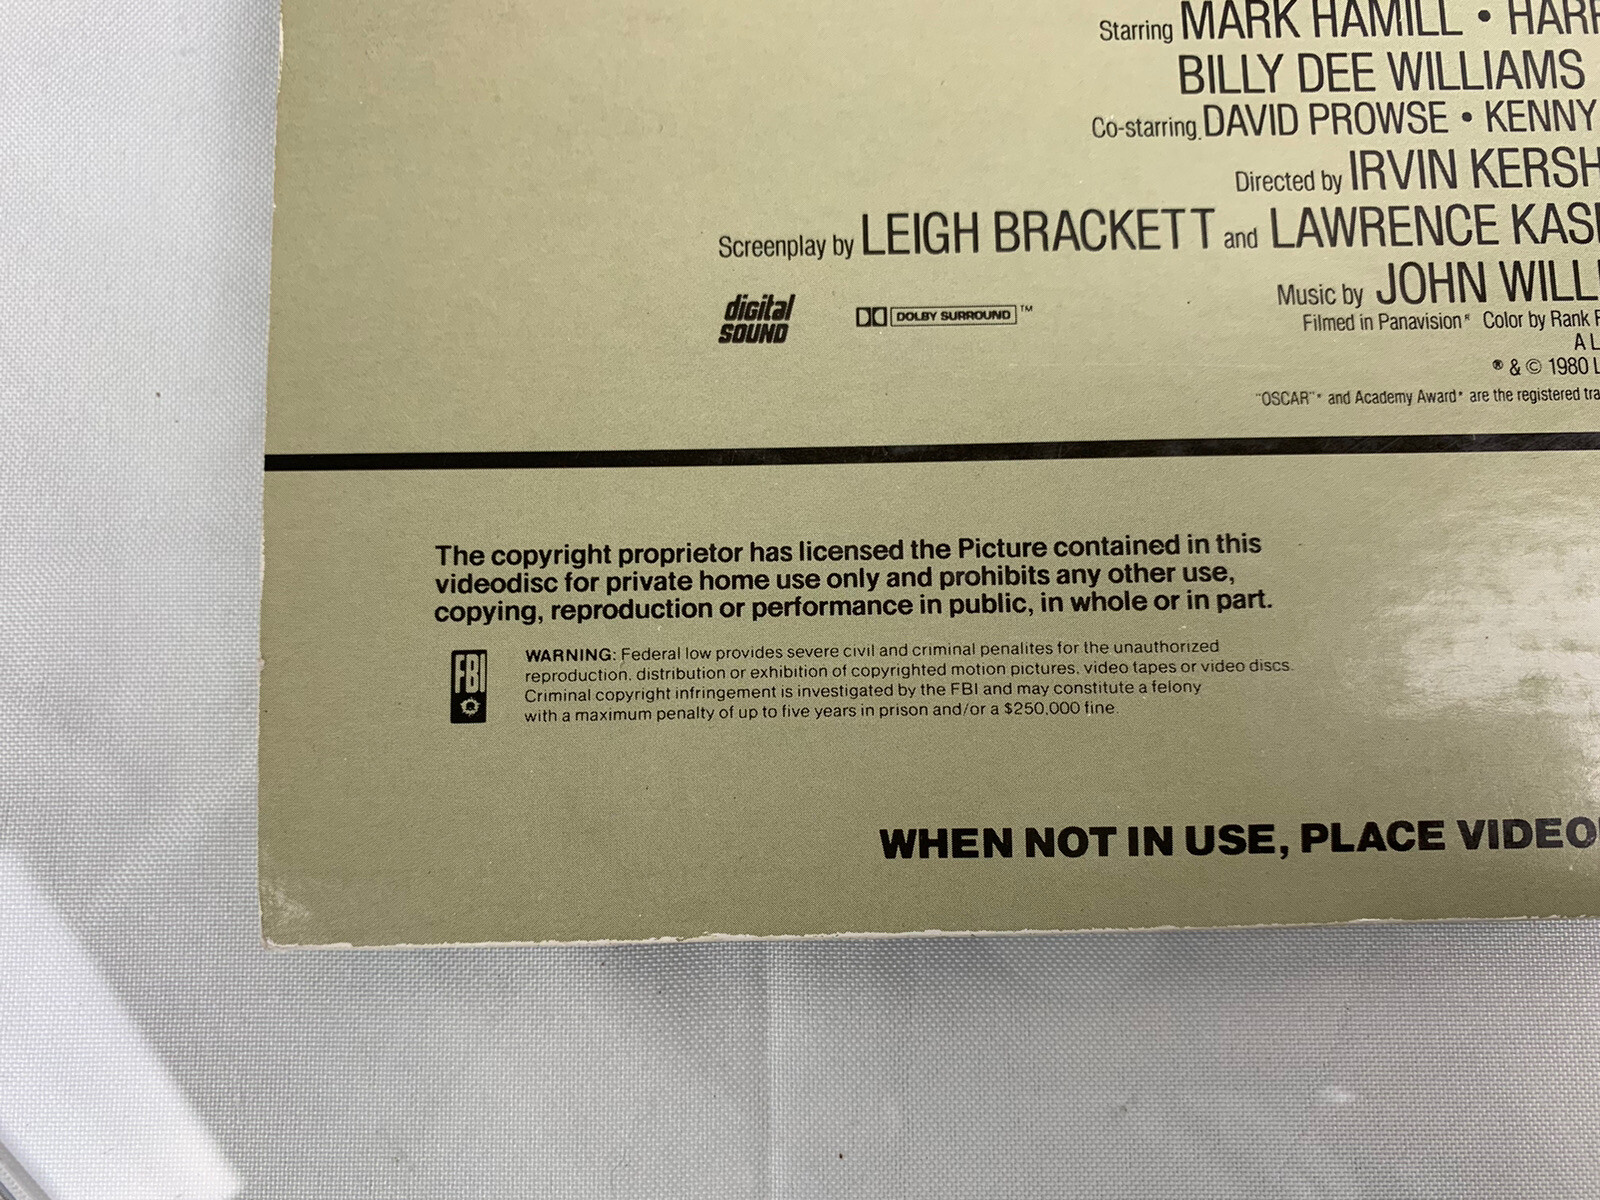 Starring MARK HAMILL • HARR
BILLY DEE WILLIAMS
Co-starring DAVID PROWSE • KENNY
Directed by IRVIN KERSH
Screenplay by LEIGH BRACKETT and LAWRENCE KAS
digital
SOUND
DOLBY SURROUND ™
Music by JOHN WILLI
Filmed in Panavision® Color by Rank F
A L
® & © 1980 L
"OSCAR"® and Academy Award® are the registered tra
The copyright proprietor has licensed the Picture contained in this
videodisc for private home use only and prohibits any other use,
copying, reproduction or performance in public, in whole or in part.
FBI
WARNING: Federal low provides severe civil and criminal penalites for the unauthorized
reproduction, distribution or exhibition of copyrighted motion pictures, video tapes or video discs.
Criminal copyright infringement is investigated by the FBI and may constitute a felony
with a maximum penalty of up to five years in prison and/or a $250,000 fine.
WHEN NOT IN USE, PLACE VIDEO